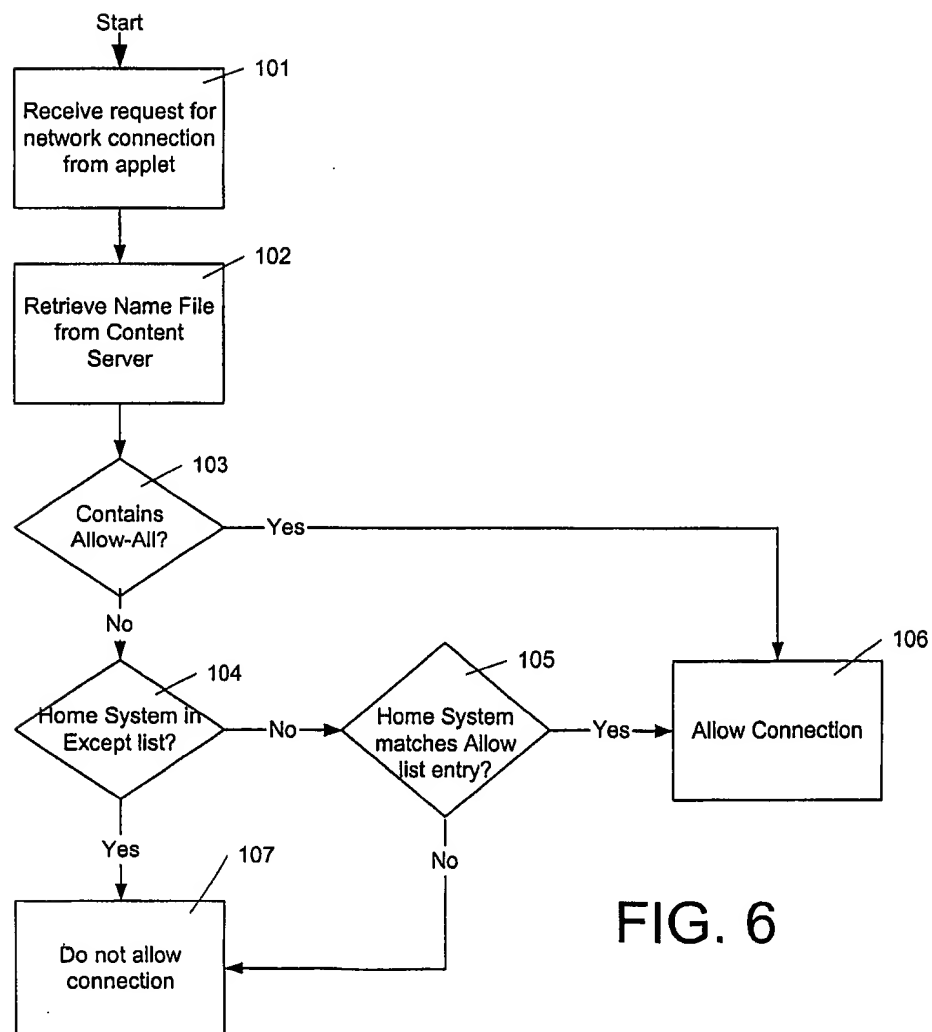 Start
101
Receive request for
network connection
from applet
102
Retrieve Name File
from Content
Server
103
Contains
Allow-All?
Yes
No
104
Home System in
Except list?
No
105
Home System
matches Allow
list entry?
Yes
106
Allow Connection
Yes
No
107
Do not allow
connection
FIG. 6